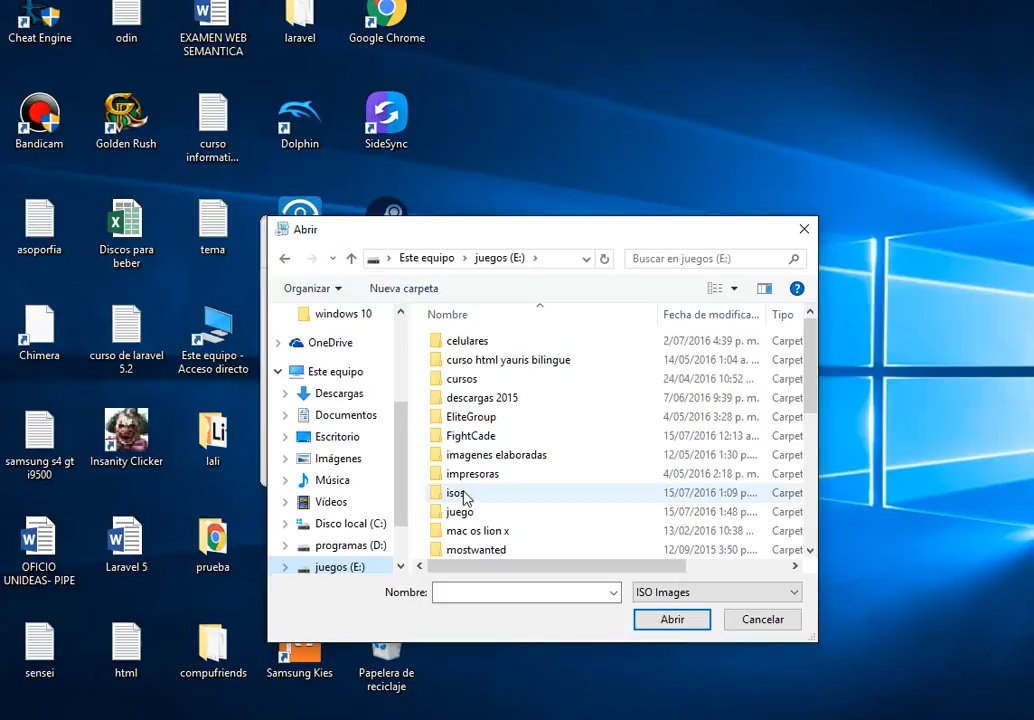 Cheat Engine
odin
EXAMEN WEB
SEMANTICA
laravel
Google Chrome
Bandicam
Golden Rush
curso
informati...
Dolphin
SideSync
asoporfia
Discos para
beber
tema
Chimera
curso de laravel
5.2
Este equipo -
Acceso directo
samsung s4 gt
i9500
Insanity Clicker
lali
OFICIO
UNIDEAS- PIPE
Laravel 5
prueba
sensei
html
compufriends
Samsung Kies
Papelera de
reciclaje
Abrir
Este equipo > juegos (E:) >
Buscar en juegos (E:)
Organizar
Nueva carpeta
windows 10
OneDrive
Este equipo
Descargas
Documentos
Escritorio
Imágenes
Música
Vídeos
Disco local (C:)
programas (D:)
juegos (E:)
Nombre Fecha de modifica... Tipo
celulares 2/07/2016 4:39 p. m. Carpet
curso html yauris bilingue 14/05/2016 1:04 a. ... Carpet
cursos 24/04/2016 10:52 ... Carpet
descargas 2015 7/06/2016 9:39 p. m. Carpet
EliteGroup 4/05/2016 3:28 p. m. Carpet
FightCade 15/07/2016 12:13 a... Carpet
imagenes elaboradas 12/05/2016 1:30 p.... Carpet
impresoras 4/05/2016 2:18 p. m. Carpet
isos 15/07/2016 1:09 p.... Carpet
juego 15/07/2016 1:48 p.... Carpet
mac os lion x 13/02/2016 10:38 ... Carpet
mostwanted 12/09/2015 3:50 p.... Carpet
Nombre:
ISO Images
Abrir
Cancelar